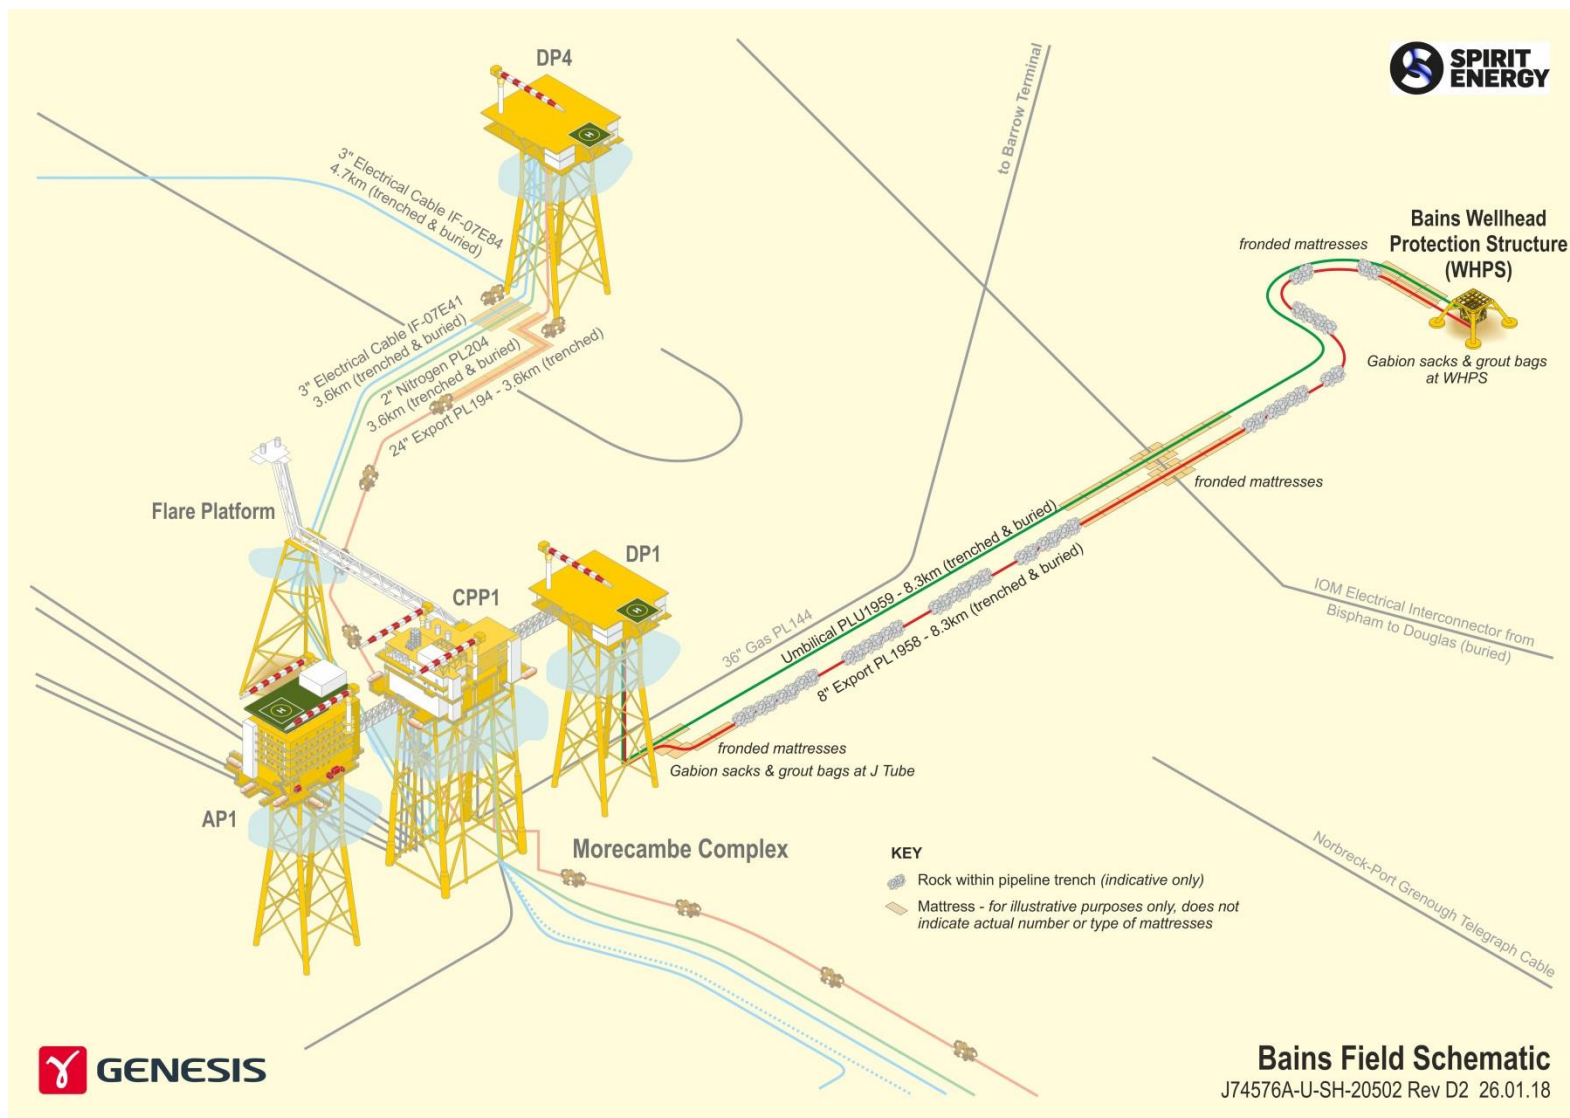 DP4
SPIRIT
ENERGY
to Barrow Terminal
3" Electrical Cable IF-07E84
4.7km (trenched & buried)
Bains Wellhead
Protection Structure
(WHPS)
fronded mattresses
3" Electrical Cable IF-07E41
3.6km (trenched & buried)
2" Nitrogen PL204
3.6km (trenched & buried)
24" Export PL194 - 3.6km (trenched)
Gabion sacks & grout bags
at WHPS
Flare Platform
fronded mattresses
DP1
CPP1
36" Gas PL144
Umbilical PLU1959 - 8.3km (trenched & buried)
8" Export PL1958 - 8.3km (trenched & buried)
IOM Electrical Interconnector from
Bispham to Douglas (buried)
H
H
H
fronded mattresses
Gabion sacks & grout bags at J Tube
AP1
Morecambe Complex
KEY
Rock within pipeline trench (indicative only)
Mattress - for illustrative purposes only, does not
indicate actual number or type of mattresses
Norbreck-Port Grenough Telegraph Cable
GENESIS
Bains Field Schematic
J74576A-U-SH-20502 Rev D2 26.01.18